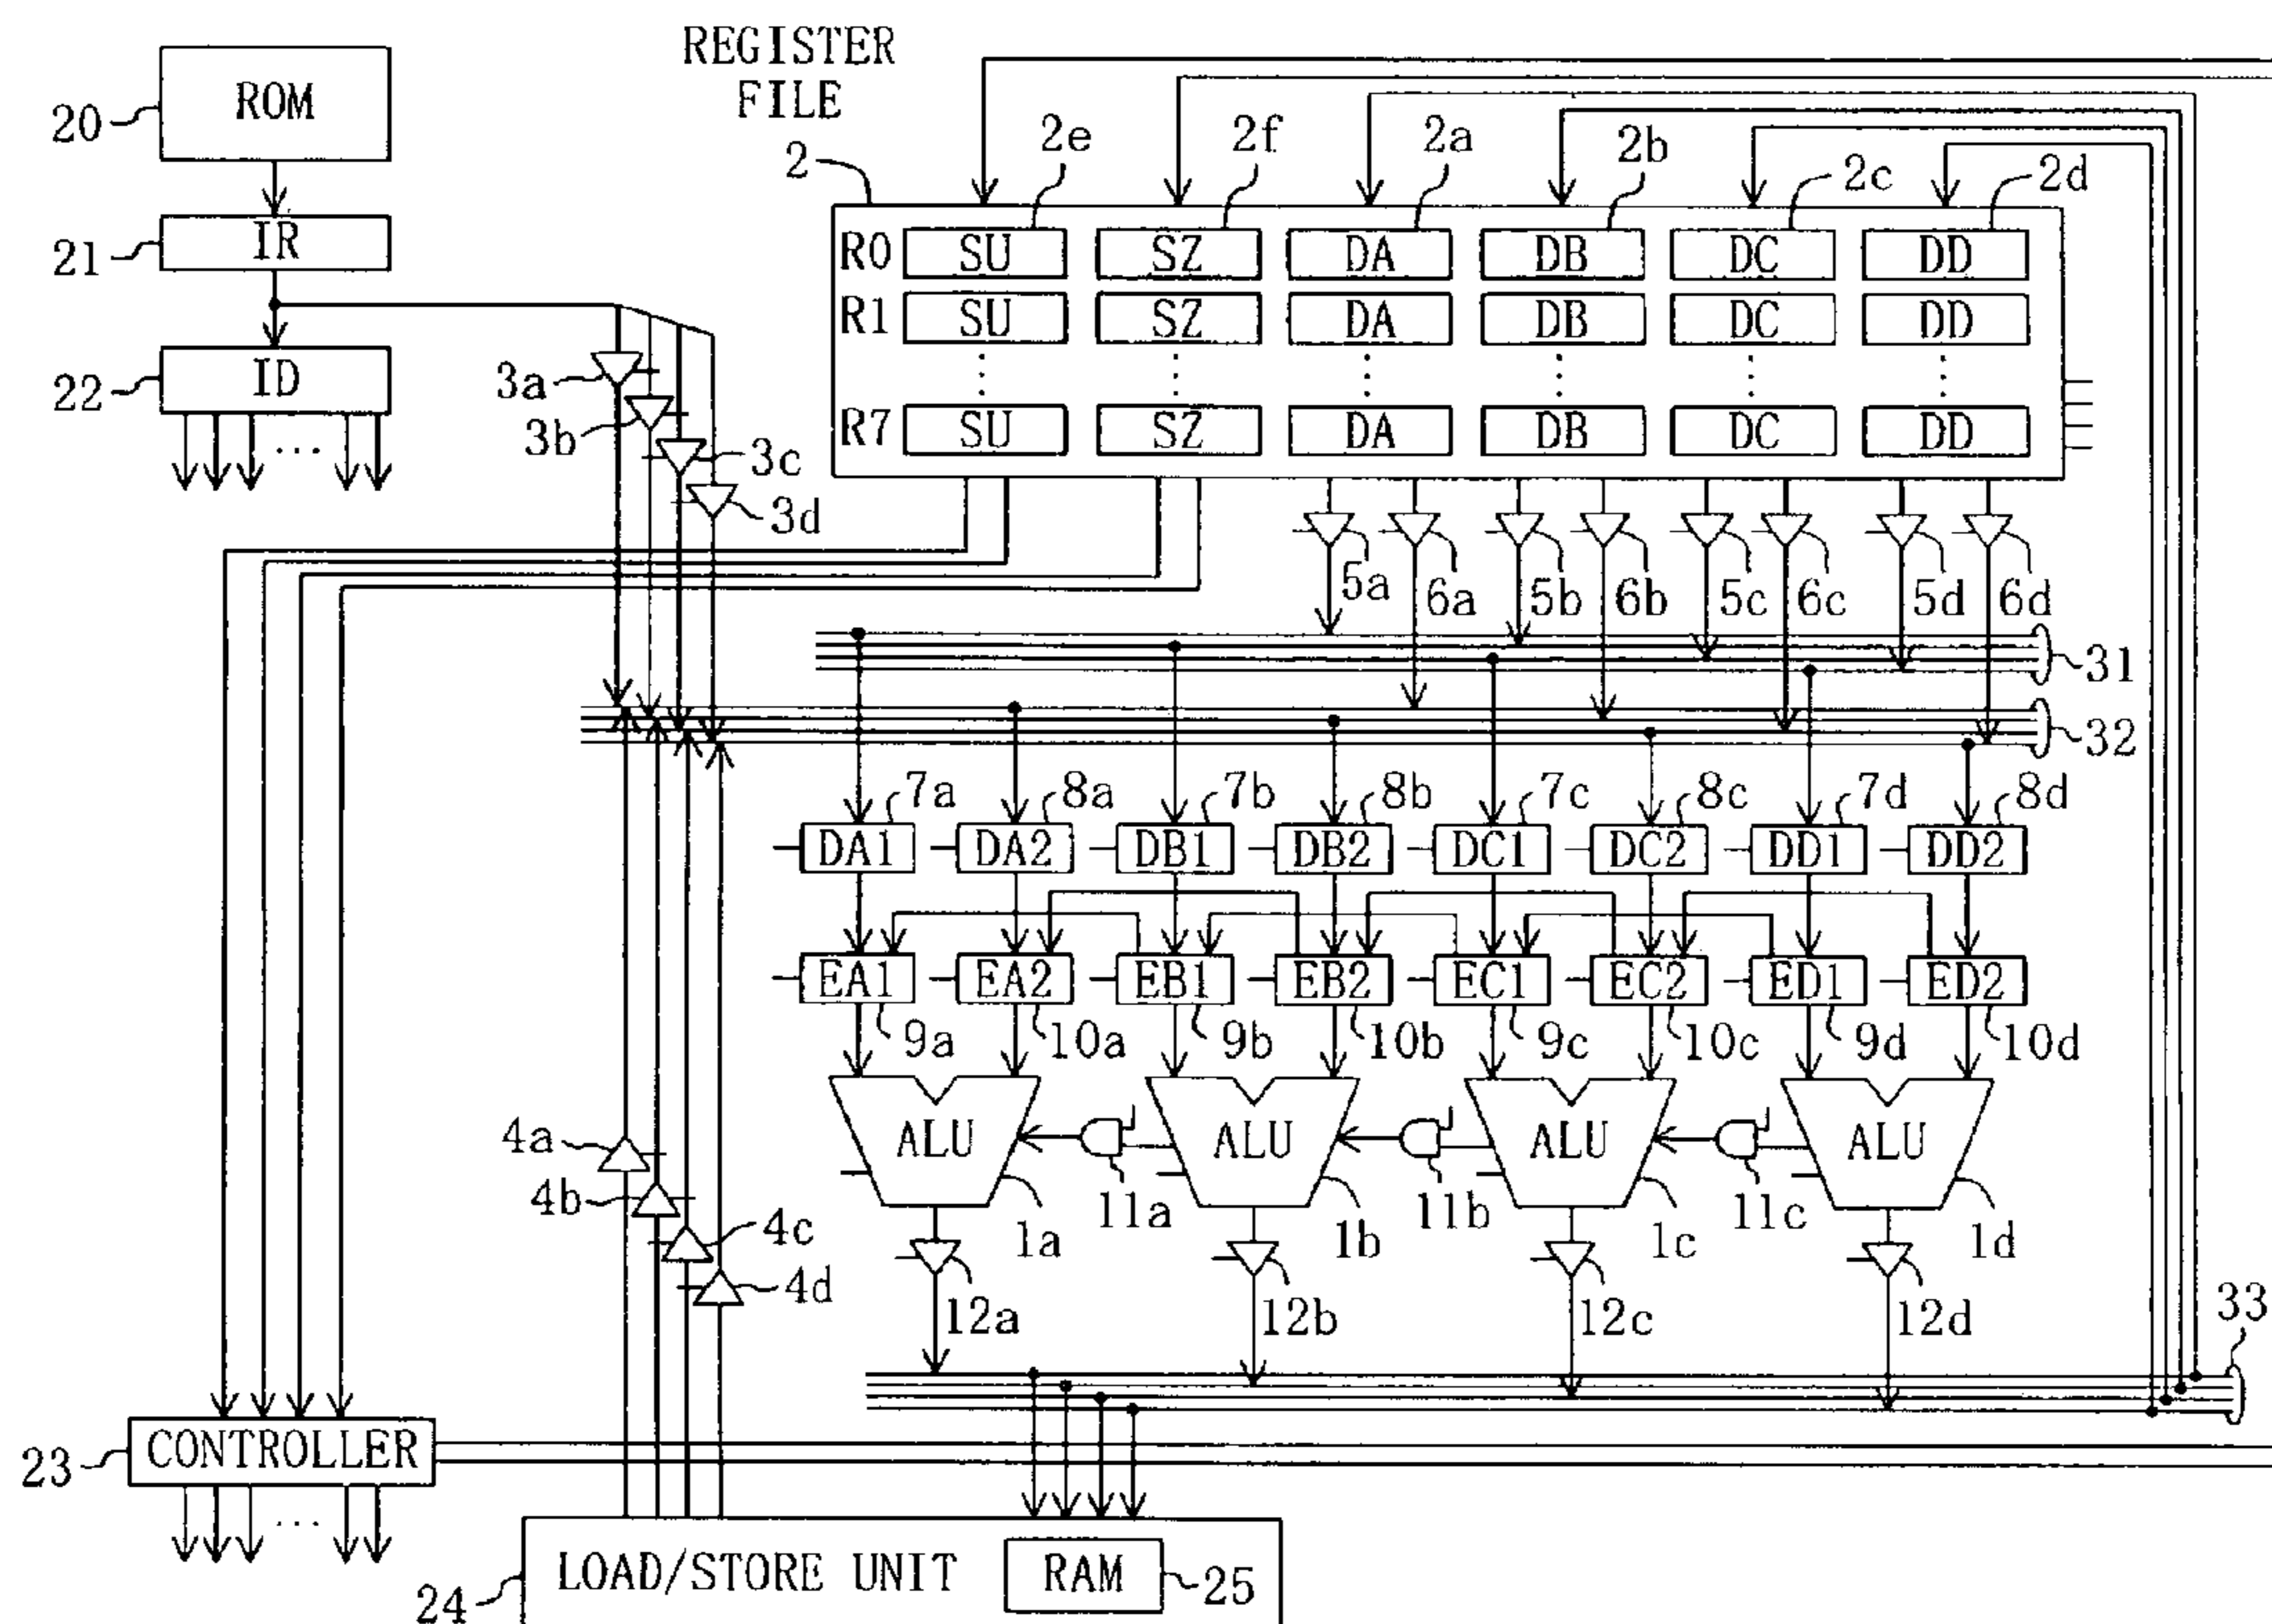 REGISTER
FILE
ROM
20
2
2e
2f
2a
2b
2c
2d
IR
21
R0 SU SZ DA DB DC DD
R1 SU SZ DA DB DC DD
ID
22
...
3a
3b
R7 SU SZ DA DB DC DD
3c
3d
5a 6a 5b 6b 5c 6c 5d 6d
31
32
7a 8a 7b 8b 7c 8c 7d 8d
DA1 DA2 DB1 DB2 DC1 DC2 DD1 DD2
EA1 EA2 EB1 EB2 EC1 EC2 ED1 ED2
9a 10a 9b 10b 9c 10c 9d 10d
ALU ALU ALU ALU
4a
4b
4c
4d
11a 11b 11c
1a 1b 1c 1d
12a 12b 12c 12d
33
23 CONTROLLER
...
LOAD/STORE UNIT RAM 25
24